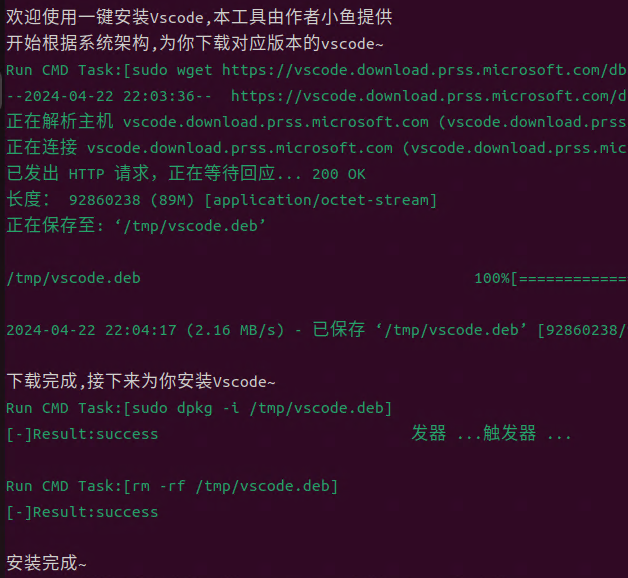 欢迎使用一键安装Vscode,本工具由作者小鱼提供
开始根据系统架构,为你下载对应版本的vscode~
Run CMD Task:[sudo wget https://vscode.download.prss.microsoft.com/db
--2024-04-22 22:03:36--  https://vscode.download.prss.microsoft.com/d
正在解析主机 vscode.download.prss.microsoft.com (vscode.download.prss
正在连接 vscode.download.prss.microsoft.com (vscode.download.prss.mic
已发出 HTTP 请求，正在等待回应... 200 OK
长度： 92860238 (89M) [application/octet-stream]
正在保存至: ‘/tmp/vscode.deb’
/tmp/vscode.deb 100%[============
2024-04-22 22:04:17 (2.16 MB/s) - 已保存 ‘/tmp/vscode.deb’ [92860238/
下载完成,接下来为你安装Vscode~
Run CMD Task:[sudo dpkg -i /tmp/vscode.deb]
[-]Result:success 发器 ...触发器 ...
Run CMD Task:[rm -rf /tmp/vscode.deb]
[-]Result:success
安装完成~